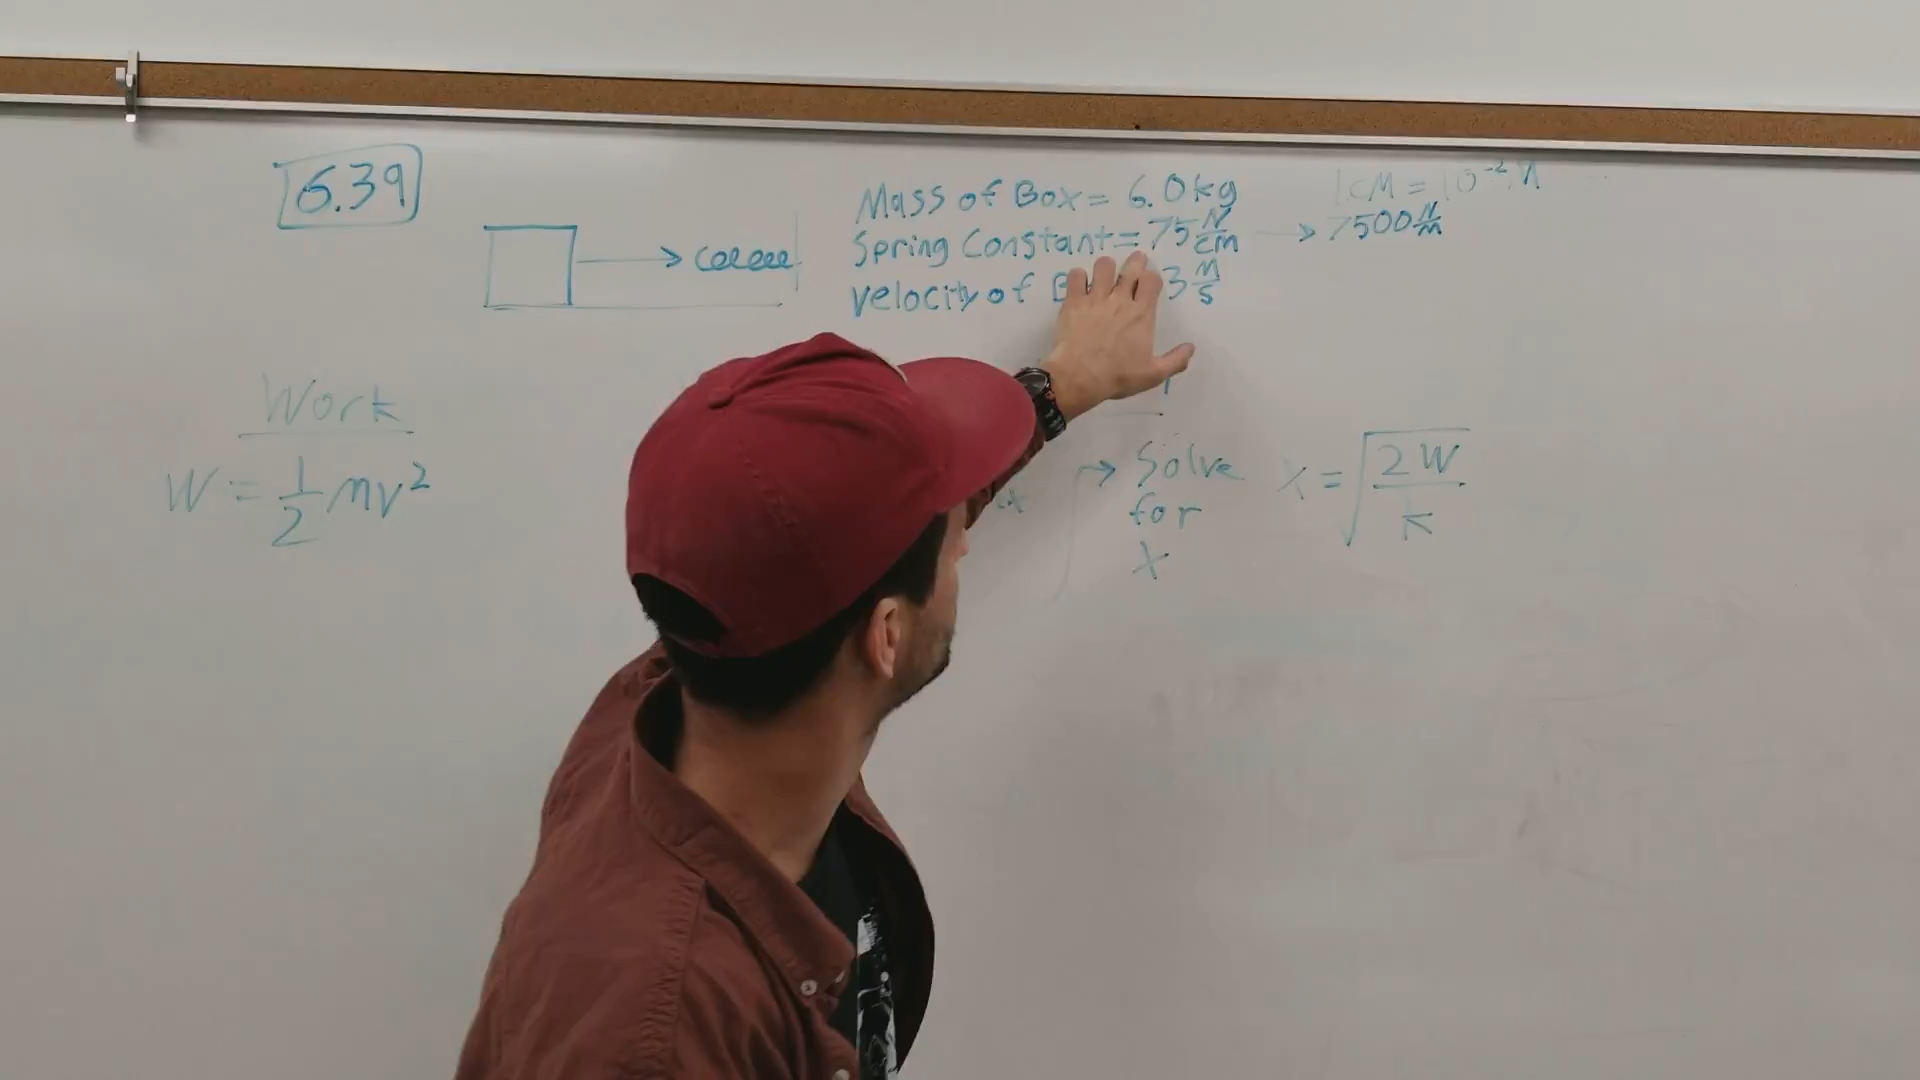 6.39
Mass of Box = 6.0 kg
1cM = 10⁻² M
Spring Constant = 75 N/cm → 7500 N/m
Velocity of 3 M/s
Work
W = 1/2 mv²
→ Solve for x
x = √(2W/k)